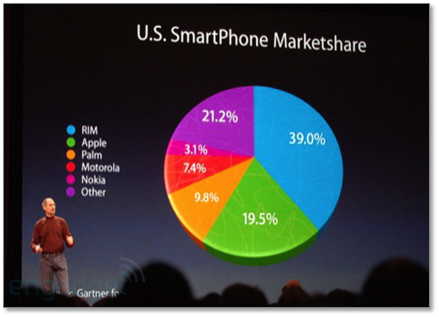 U.S. SmartPhone Marketshare
RIM
Apple
Palm
Motorola
Nokia
Other
21.2%
39.0%
3.1%
7.4%
9.8%
19.5%
Gartner fo